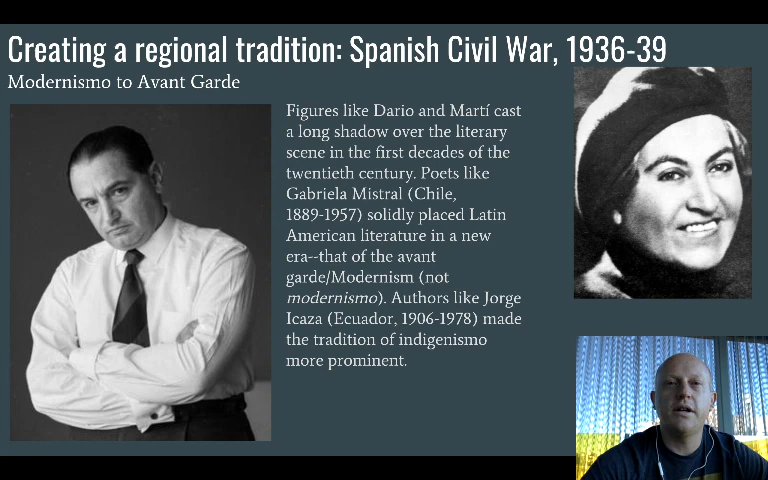 Creating a regional tradition: Spanish Civil War, 1936-39
Modernismo to Avant Garde
Figures like Dario and Martí cast
a long shadow over the literary
scene in the first decades of the
twentieth century. Poets like
Gabriela Mistral (Chile,
1889-1957) solidly placed Latin
American literature in a new
era--that of the avant
garde/Modernism (not
modernismo). Authors like Jorge
Icaza (Ecuador, 1906-1978) made
the tradition of indigenismo
more prominent.